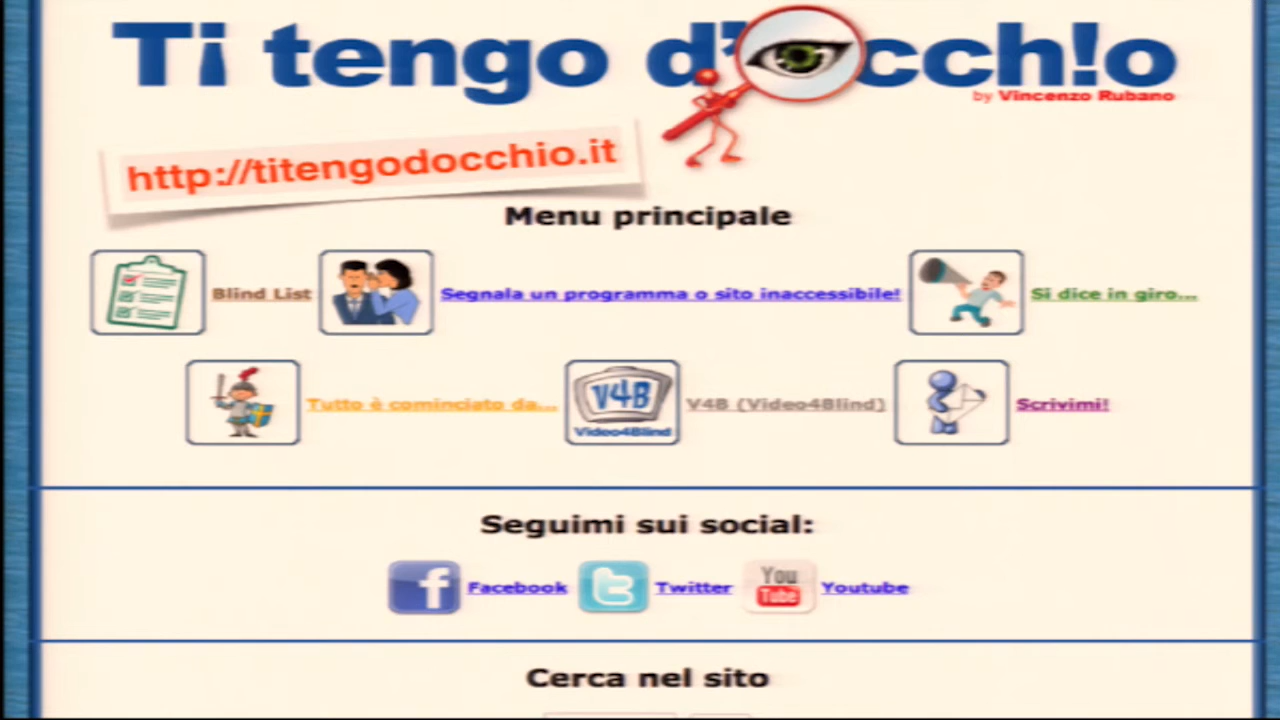 Ti tengo d'occh!o
by Vincenzo Rubano
http://titengodocchio.it
Menu principale
Blind List
Segnala un programma o sito inaccessibile!
Si dice in giro...
Tutto è cominciato da...
V4B
Video4Blind
V4B (Video4Blind)
Scrivimi!
Seguimi sui social:
f Facebook
t Twitter
You Tube Youtube
Cerca nel sito